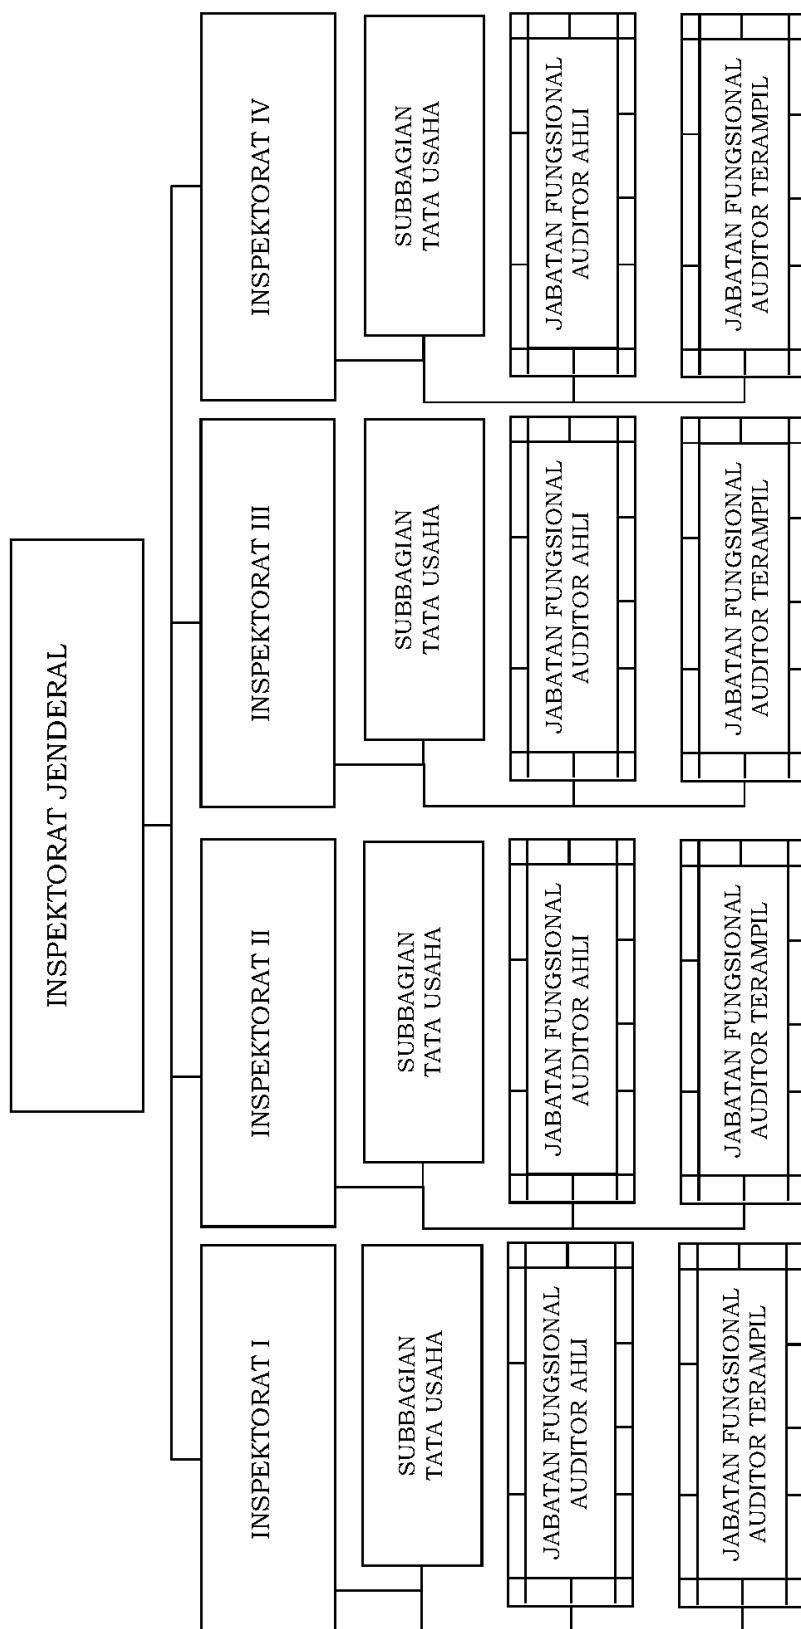 INSPEKTORAT JENDERAL
INSPEKTORAT I
INSPEKTORAT II
INSPEKTORAT III
INSPEKTORAT IV
SUBBAGIAN
TATA USAHA
SUBBAGIAN
TATA USAHA
SUBBAGIAN
TATA USAHA
SUBBAGIAN
TATA USAHA
JABATAN FUNGSIONAL
AUDITOR AHLI
JABATAN FUNGSIONAL
AUDITOR AHLI
JABATAN FUNGSIONAL
AUDITOR AHLI
JABATAN FUNGSIONAL
AUDITOR AHLI
JABATAN FUNGSIONAL
AUDITOR TERAMPIL
JABATAN FUNGSIONAL
AUDITOR TERAMPIL
JABATAN FUNGSIONAL
AUDITOR TERAMPIL
JABATAN FUNGSIONAL
AUDITOR TERAMPIL